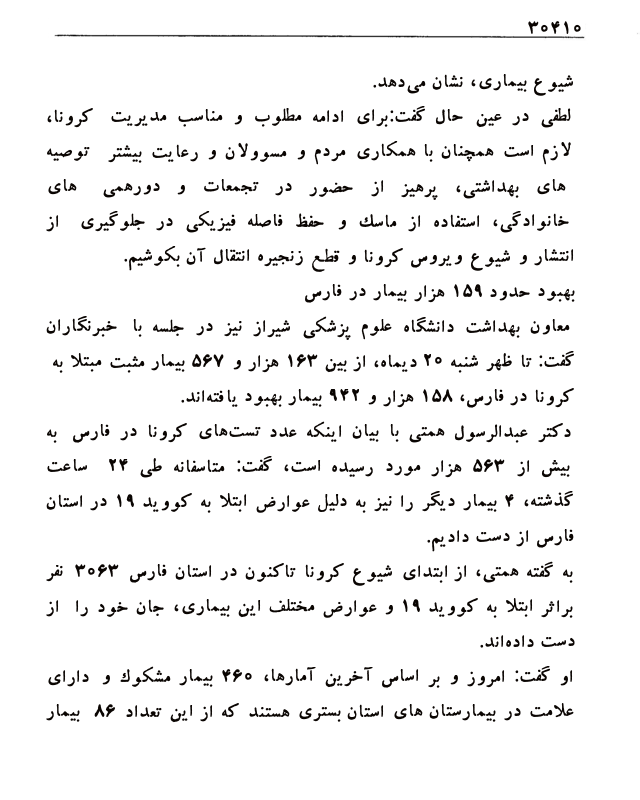 ۳۰۴۱۰
شیوع بیماری، نشان می‌دهد.
لطفی در عین حال گفت:برای ادامه مطلوب و مناسب مدیریت کرونا،
لازم است همچنان با همکاری مردم و مسوولان و رعایت بیشتر توصیه
های بهداشتی، پرهیز از حضور در تجمعات و دورهمی های
خانوادگی، استفاده از ماسك و حفظ فاصله فیزیکی در جلوگیری از
انتشار و شیوع ویروس کرونا و قطع زنجیره انتقال آن بکوشیم.
بهبود حدود ۱۵۹ هزار بیمار در فارس
معاون بهداشت دانشگاه علوم پزشکی شیراز نیز در جلسه با خبرنگاران
گفت: تا ظهر شنبه ۲۰ دیماه، از بین ۱۶۳ هزار و ۵۶۷ بیمار مثبت مبتلا به
کرونا در فارس، ۱۵۸ هزار و ۹۴۲ بیمار بهبود یافته‌اند.
دکتر عبدالرسول همتی با بیان اینکه عدد تست‌های کرونا در فارس به
بیش از ۵۶۳ هزار مورد رسیده است، گفت: متاسفانه طی ۲۴ ساعت
گذشته، ۴ بیمار دیگر را نیز به دلیل عوارض ابتلا به کووید ۱۹ در استان
فارس از دست دادیم.
به گفته همتی، از ابتدای شیوع کرونا تاکنون در استان فارس ۳۰۶۳ نفر
براثر ابتلا به کووید ۱۹ و عوارض مختلف این بیماری، جان خود را از
دست داده‌اند.
او گفت: امروز و بر اساس آخرین آمارها، ۴۶۰ بیمار مشکوك و دارای
علامت در بیمارستان های استان بستری هستند که از این تعداد ۸۶ بیمار